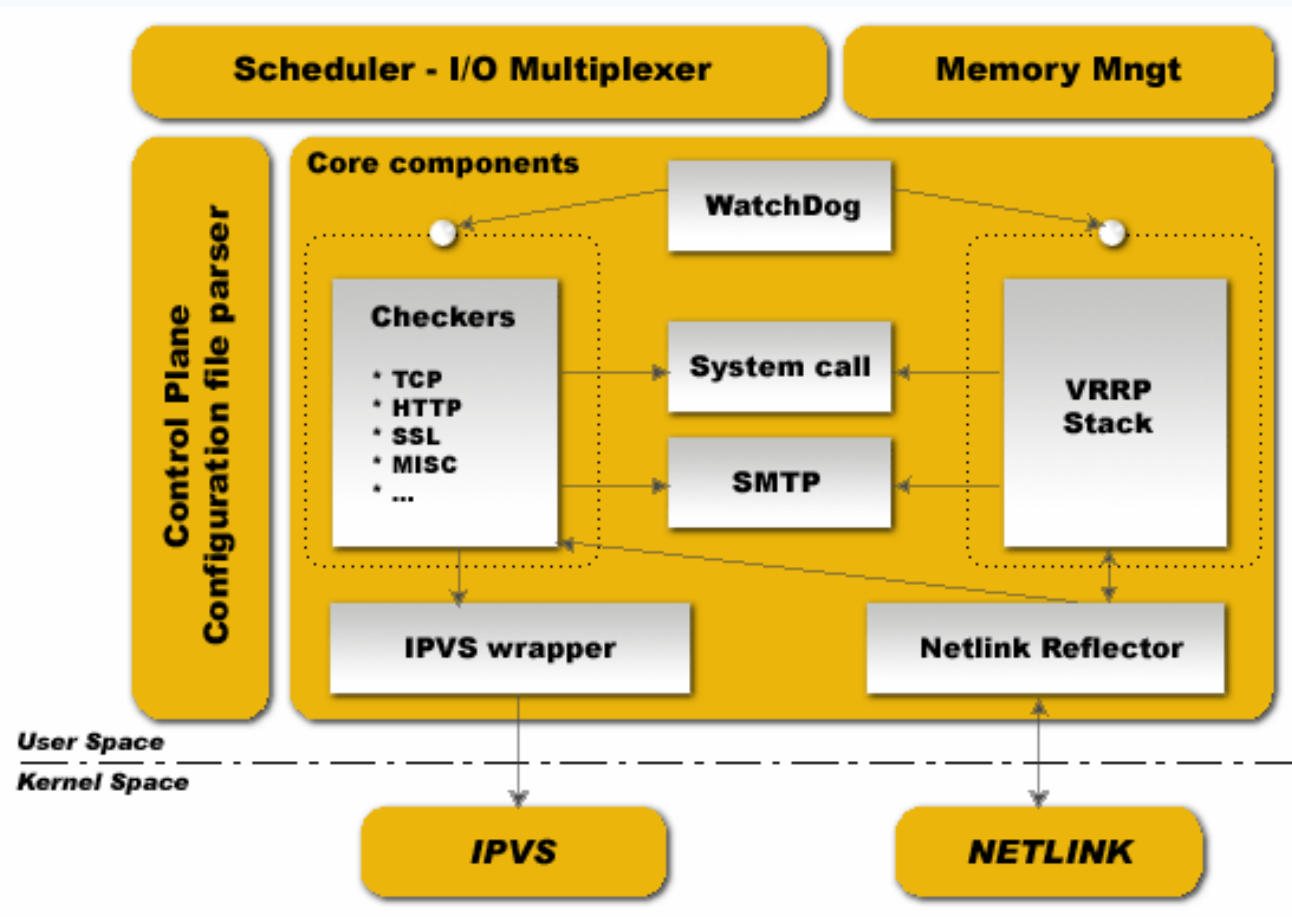 Scheduler - I/O Multiplexer
Memory Mngt
Control Plane
Configuration file parser
Core components
WatchDog
Checkers
* TCP
* HTTP
* SSL
* MISC
* ...
System call
SMTP
VRRP
Stack
IPVS wrapper
Netlink Reflector
User Space
Kernel Space
IPVS
NETLINK